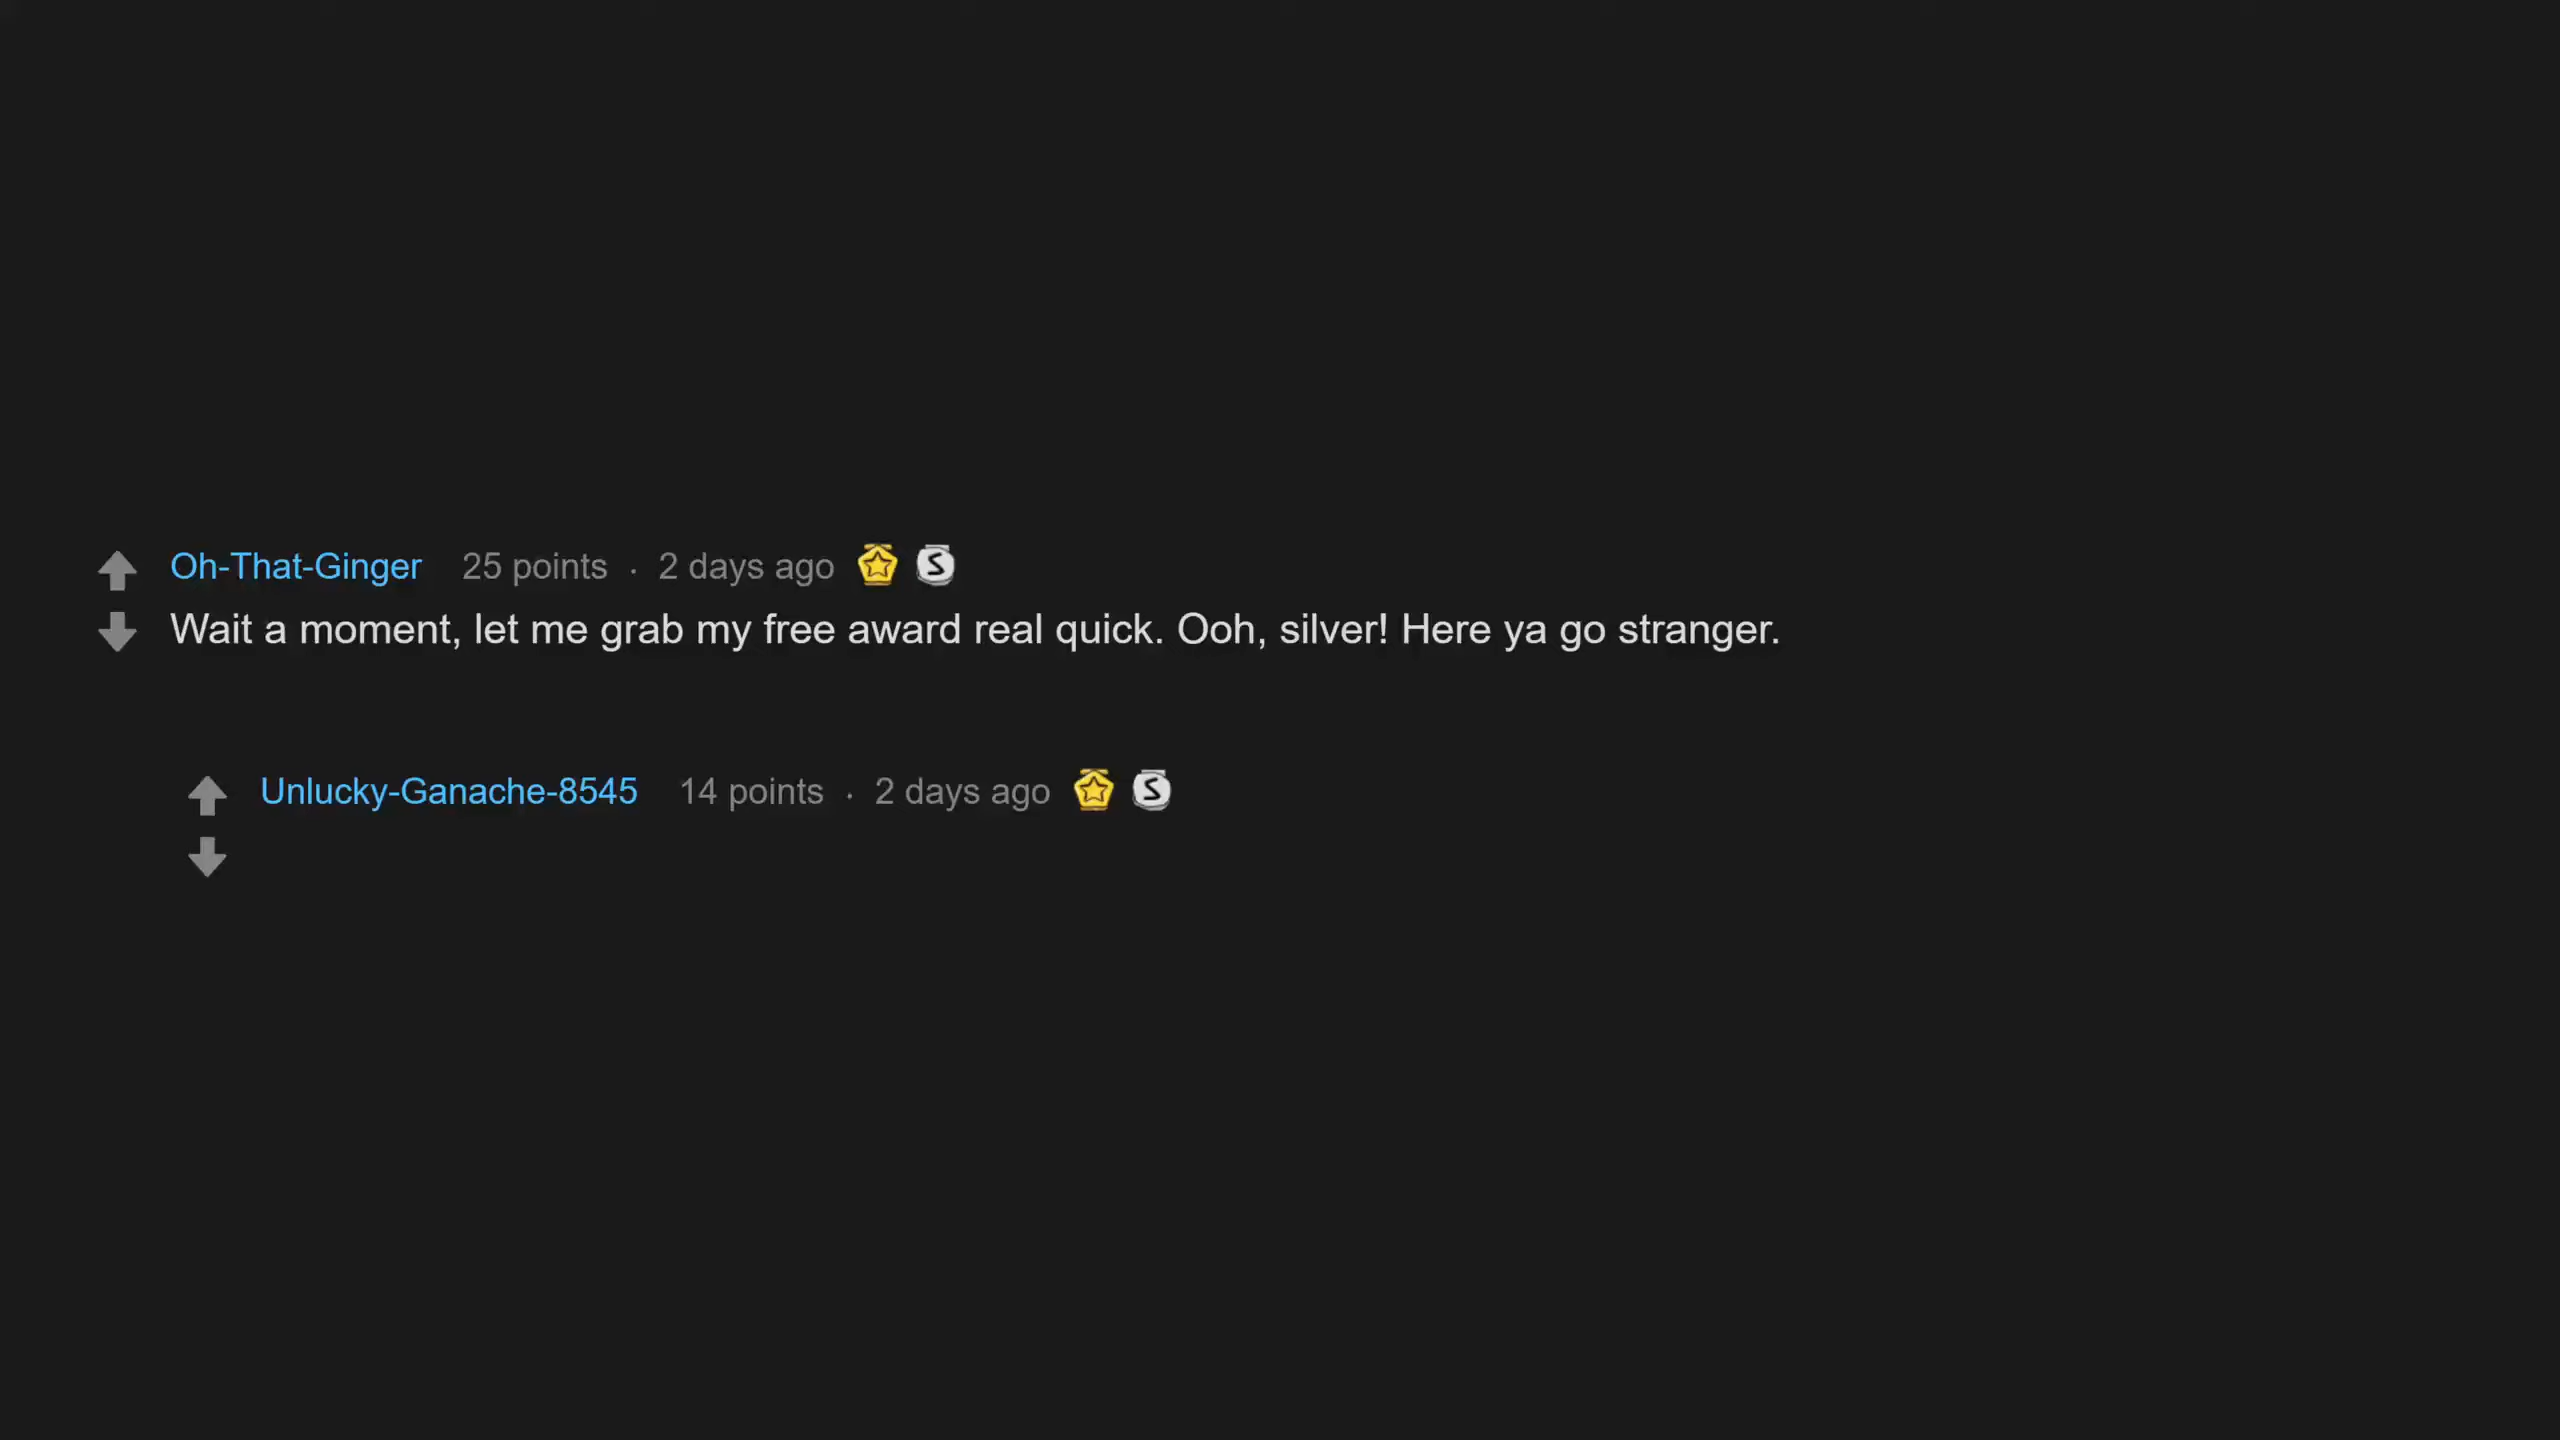 Oh-That-Ginger 25 points · 2 days ago S
Wait a moment, let me grab my free award real quick. Ooh, silver! Here ya go stranger.
Unlucky-Ganache-8545 14 points · 2 days ago S